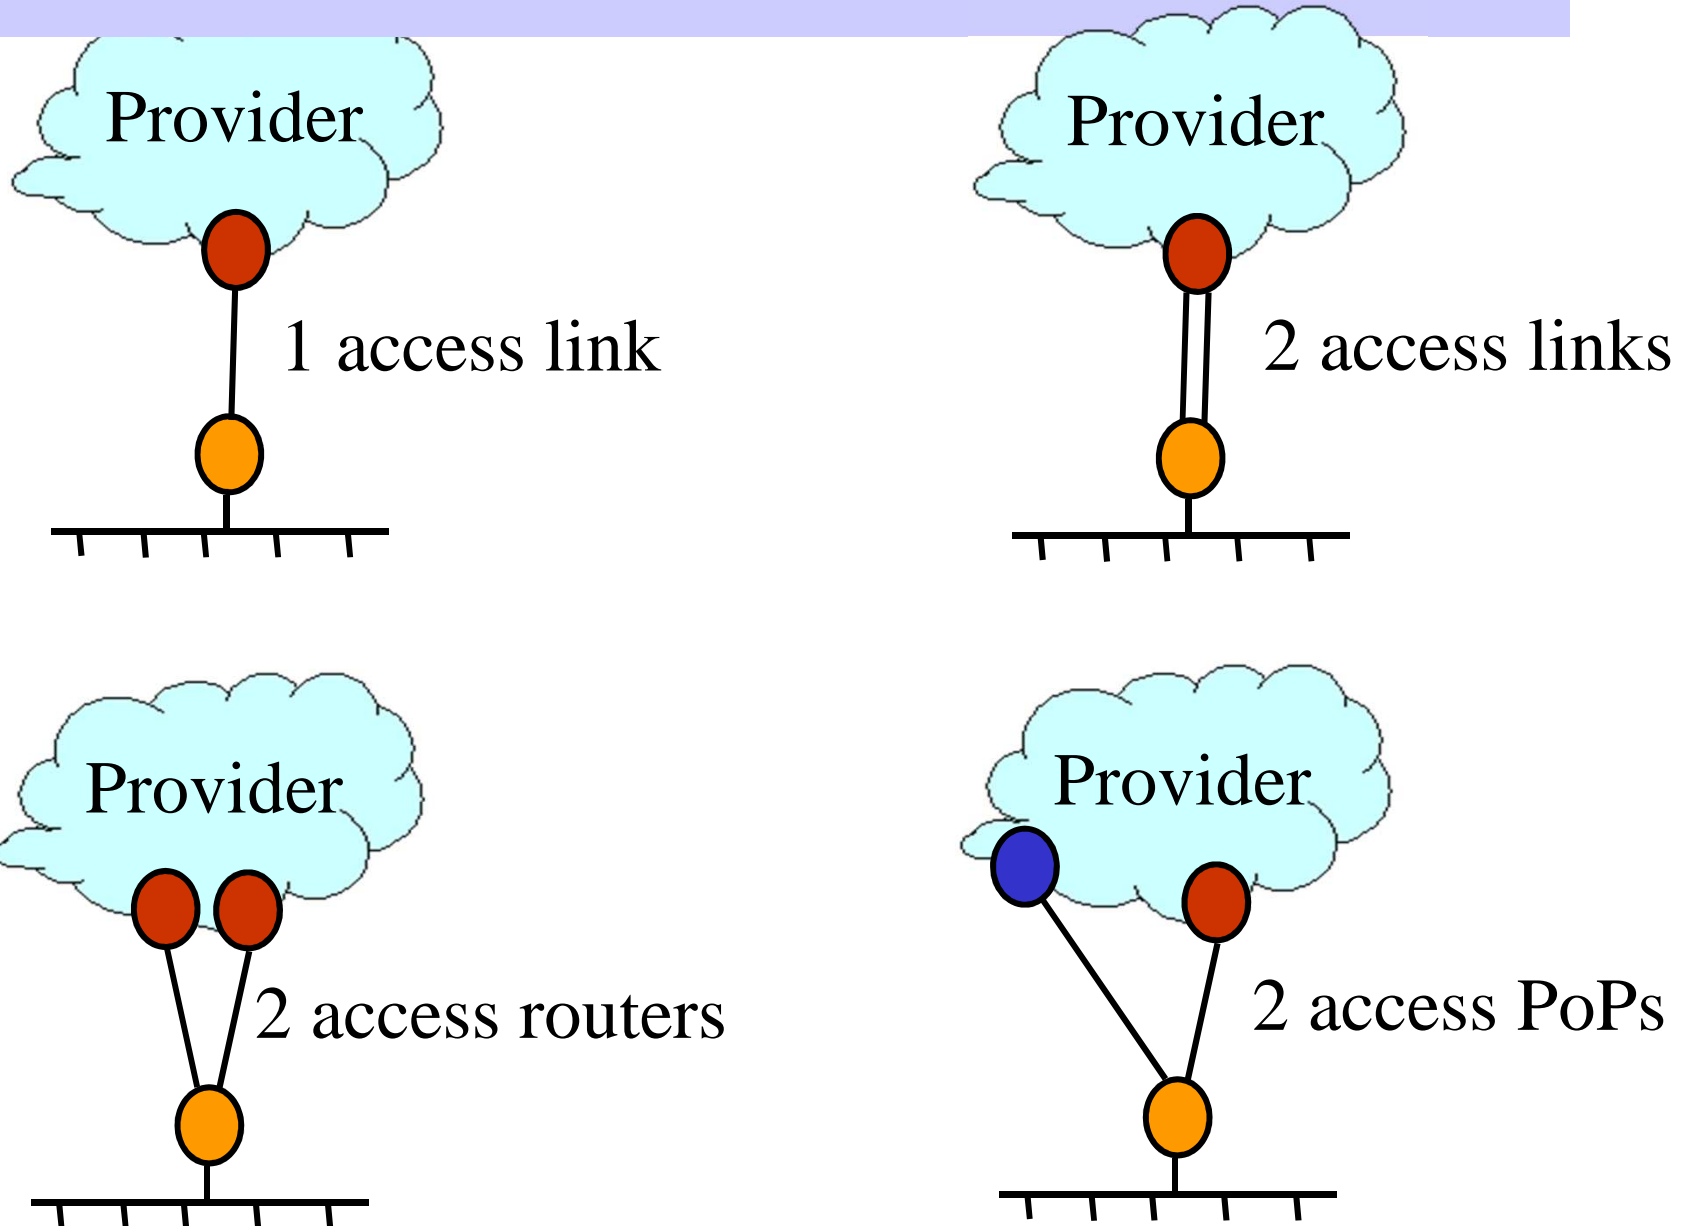 Provider
Provider
1 access link
2 access links
Provider
Provider
2 access routers
2 access PoPs